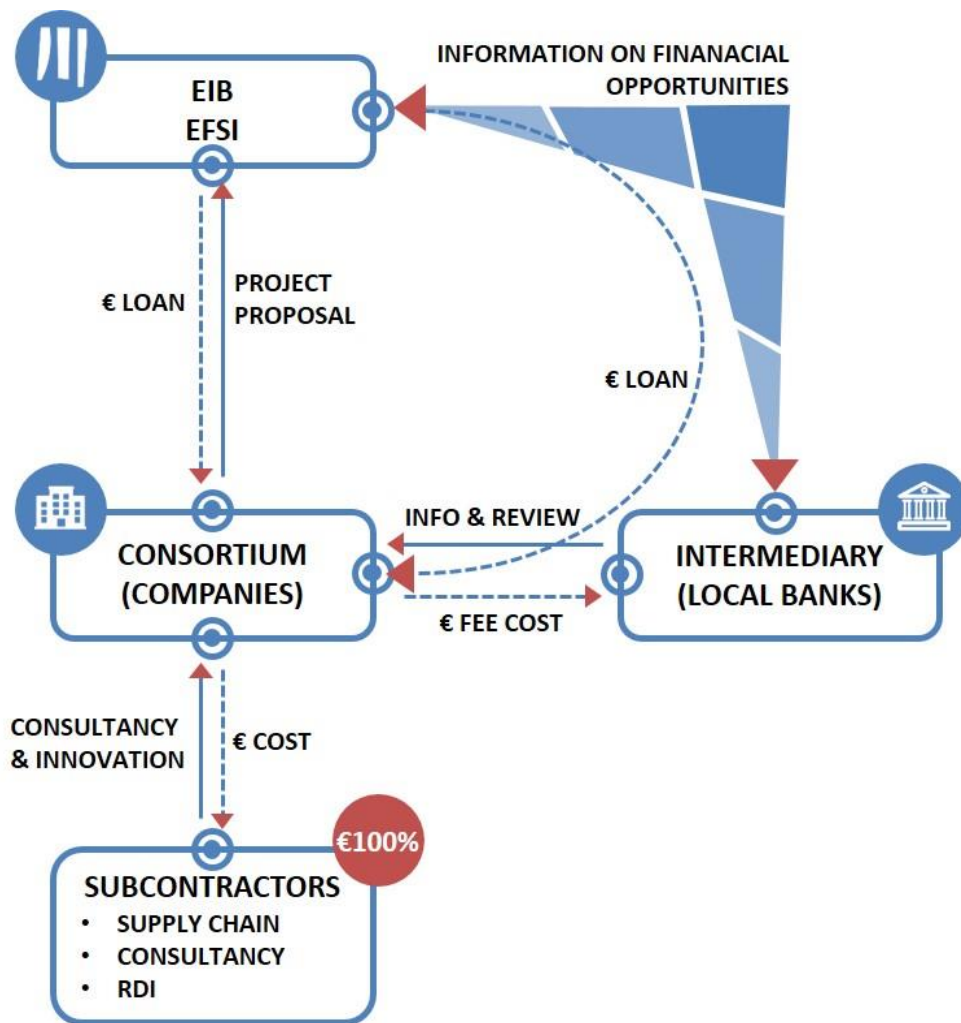 INFORMATION ON FINANACIAL
OPPORTUNITIES
EIB
EFSI
€ LOAN
PROJECT
PROPOSAL
€ LOAN
INFO & REVIEW
CONSORTIUM
(COMPANIES)
INTERMEDIARY
(LOCAL BANKS)
€ FEE COST
CONSULTANCY
& INNOVATION
€ COST
€100%
SUBCONTRACTORS
• SUPPLY CHAIN
• CONSULTANCY
• RDI